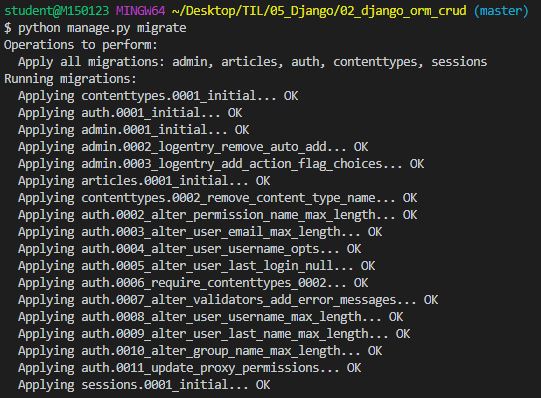 student@M150123 MINGW64 ~/Desktop/TIL/05_Django/02_django_orm_crud (master)
$ python manage.py migrate
Operations to perform:
  Apply all migrations: admin, articles, auth, contenttypes, sessions
Running migrations:
  Applying contenttypes.0001_initial... OK
  Applying auth.0001_initial... OK
  Applying admin.0001_initial... OK
  Applying admin.0002_logentry_remove_auto_add... OK
  Applying admin.0003_logentry_add_action_flag_choices... OK
  Applying articles.0001_initial... OK
  Applying contenttypes.0002_remove_content_type_name... OK
  Applying auth.0002_alter_permission_name_max_length... OK
  Applying auth.0003_alter_user_email_max_length... OK
  Applying auth.0004_alter_user_username_opts... OK
  Applying auth.0005_alter_user_last_login_null... OK
  Applying auth.0006_require_contenttypes_0002... OK
  Applying auth.0007_alter_validators_add_error_messages... OK
  Applying auth.0008_alter_user_username_max_length... OK
  Applying auth.0009_alter_user_last_name_max_length... OK
  Applying auth.0010_alter_group_name_max_length... OK
  Applying auth.0011_update_proxy_permissions... OK
  Applying sessions.0001_initial... OK